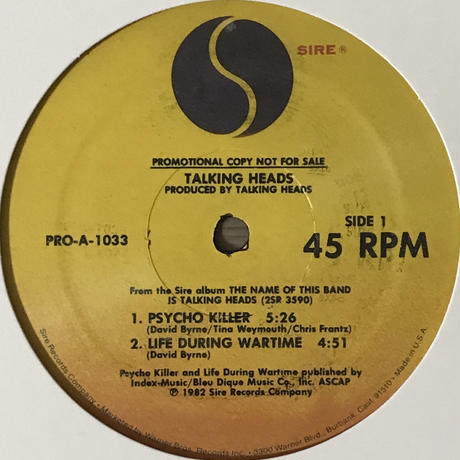 SIRE ®
PROMOTIONAL COPY NOT FOR SALE
TALKING HEADS
PRODUCED BY TALKING HEADS
SIDE 1
PRO-A-1033
45 RPM
From the Sire album THE NAME OF THIS BAND
IS TALKING HEADS (2SR 3590)
1. PSYCHO KILLER 5:26
(David Byrne/Tina Weymouth/Chris Frantz)
2. LIFE DURING WARTIME 4:51
(David Byrne)
Psycho Killer and Life During Wartime published by
Index-Music/Bleu Disque Music Co., Inc. ASCAP
℗ 1982 Sire Records Company
Sire Records Company • Marketed by Warner Bros. Records Inc. • 3300 Warner Blvd., Burbank, Calif. 91510 • Made in U.S.A.